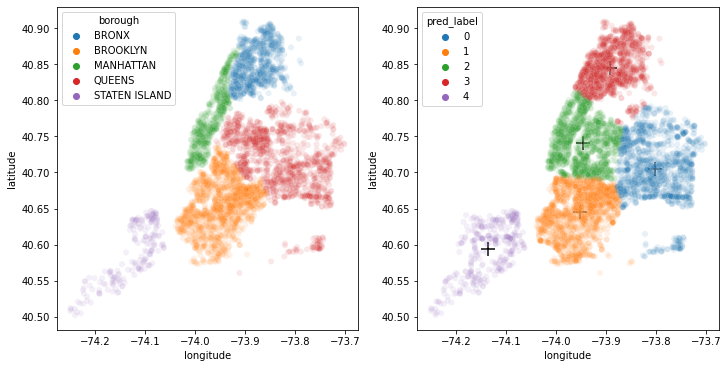 borough
BRONX
BROOKLYN
MANHATTAN
QUEENS
STATEN ISLAND
40.90
40.85
40.80
40.75
40.70
40.65
40.60
40.55
40.50
latitude
−74.2 −74.1 −74.0 −73.9 −73.8 −73.7
longitude
pred_label
0
1
2
3
4
40.90
40.85
40.80
40.75
40.70
40.65
40.60
40.55
40.50
latitude
−74.2 −74.1 −74.0 −73.9 −73.8 −73.7
longitude